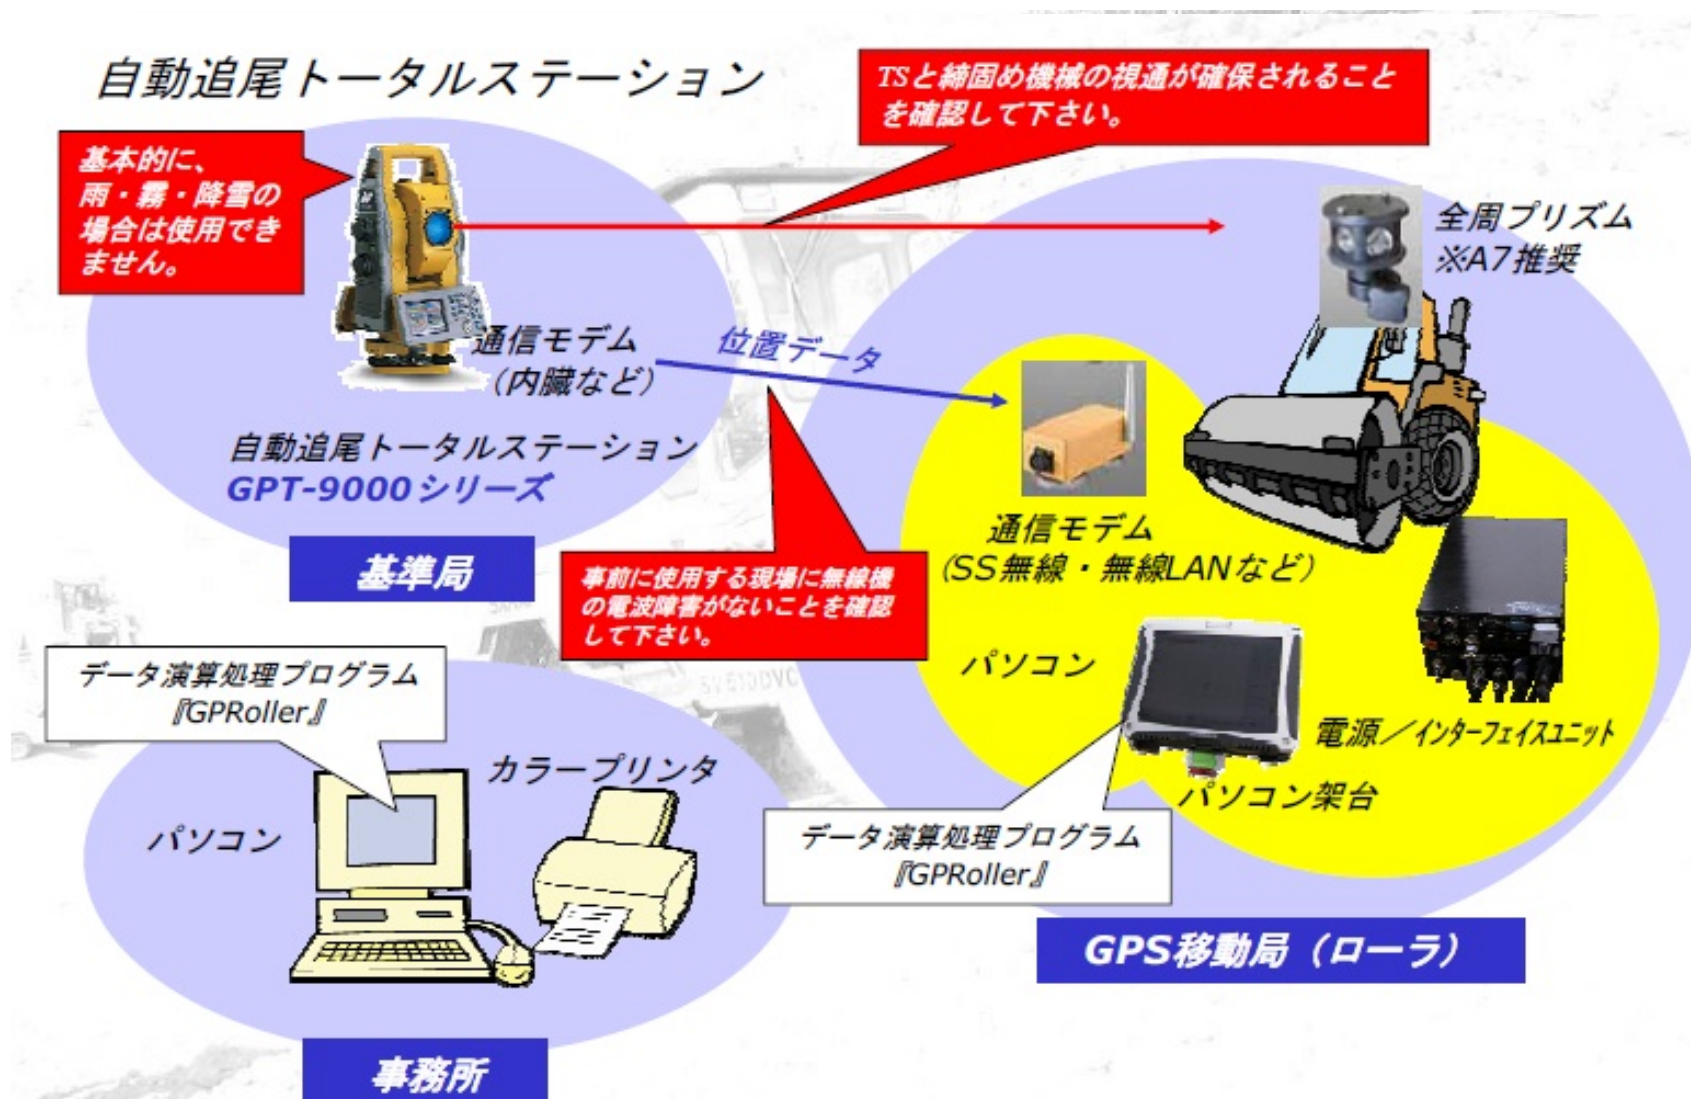 自動追尾トータルステーション
TSと締固め機械の視通が確保されること
を確認して下さい。
基本的に、
雨・霧・降雪の
場合は使用でき
ません。
全周プリズム
※A7推奨
通信モデム
（内臓など）
位置データ
自動追尾トータルステーション
GPT-9000シリーズ
基準局
通信モデム
（SS無線・無線LANなど）
事前に使用する現場に無線機
の電波障害がないことを確認
して下さい。
パソコン
電源／インターフェイスユニット
パソコン架台
データ演算処理プログラム
『GPRoller』
GPS移動局（ローラ）
データ演算処理プログラム
『GPRoller』
カラープリンタ
パソコン
事務所